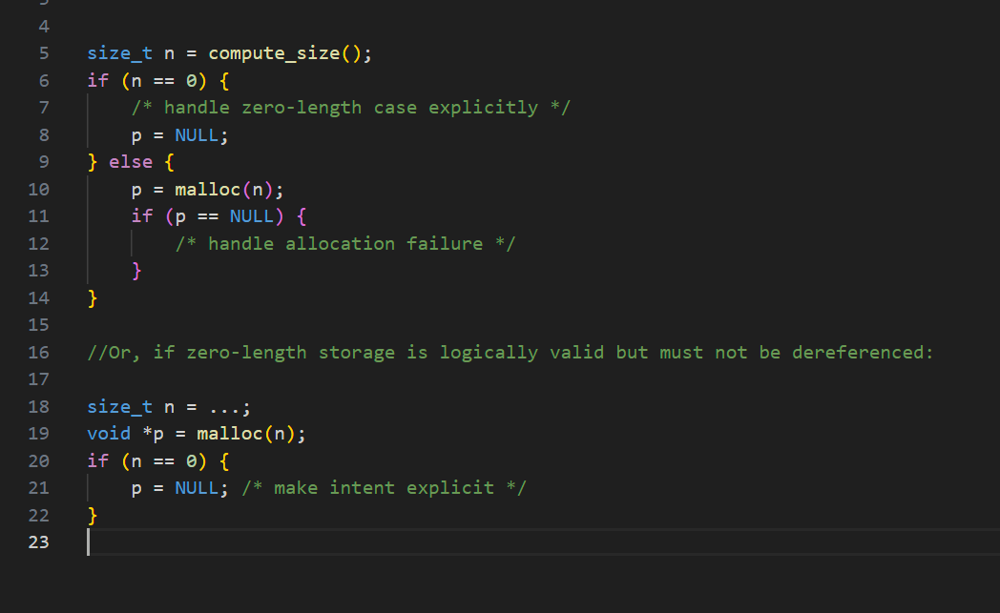 4
5 size_t n = compute_size();
6 if (n == 0) {
7     /* handle zero-length case explicitly */
8     p = NULL;
9 } else {
10     p = malloc(n);
11     if (p == NULL) {
12         /* handle allocation failure */
13     }
14 }
15
16 //Or, if zero-length storage is logically valid but must not be dereferenced:
17
18 size_t n = ...;
19 void *p = malloc(n);
20 if (n == 0) {
21     p = NULL; /* make intent explicit */
22 }
23